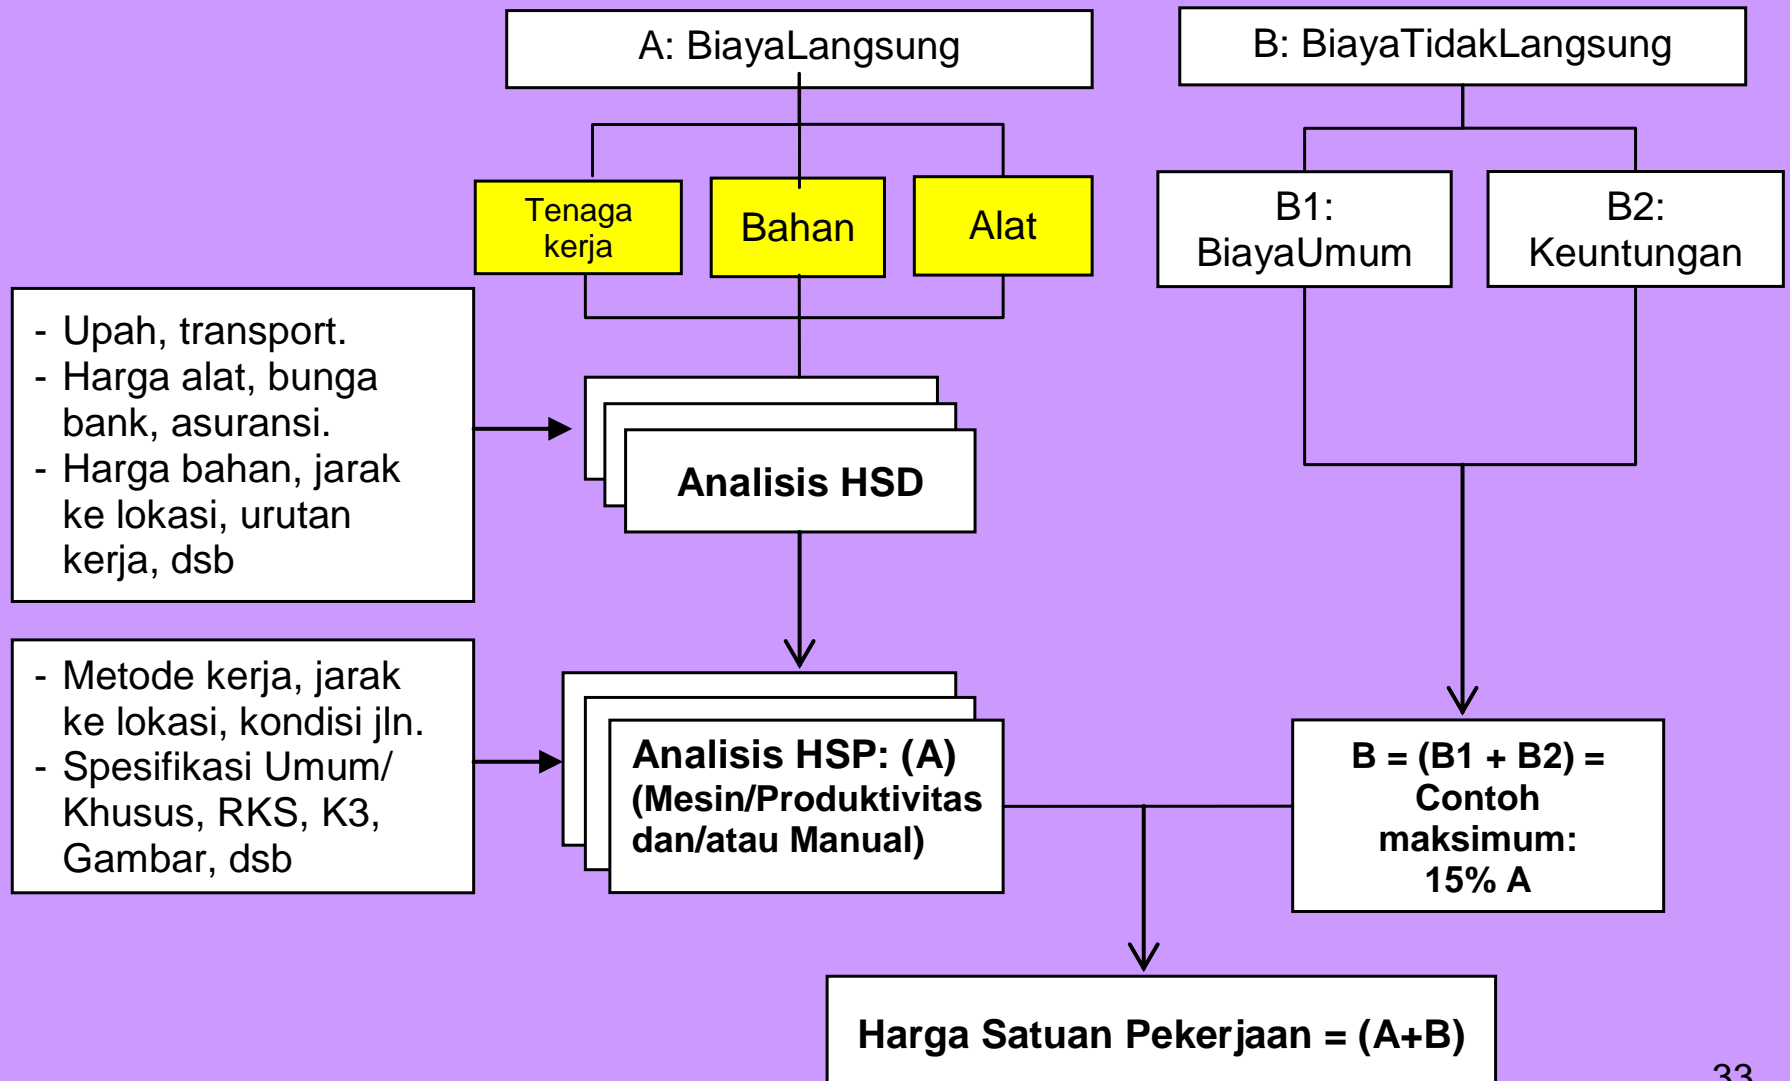 A: BiayaLangsung
B: BiayaTidakLangsung
Tenaga
kerja
Bahan
Alat
B1:
BiayaUmum
B2:
Keuntungan
- Upah, transport.
- Harga alat, bunga
bank, asuransi.
- Harga bahan, jarak
ke lokasi, urutan
kerja, dsb
Analisis HSD
- Metode kerja, jarak
ke lokasi, kondisi jln.
- Spesifikasi Umum/
Khusus, RKS, K3,
Gambar, dsb
Analisis HSP: (A)
(Mesin/Produktivitas
dan/atau Manual)
B = (B1 + B2) =
Contoh
maksimum:
15% A
Harga Satuan Pekerjaan = (A+B)
33